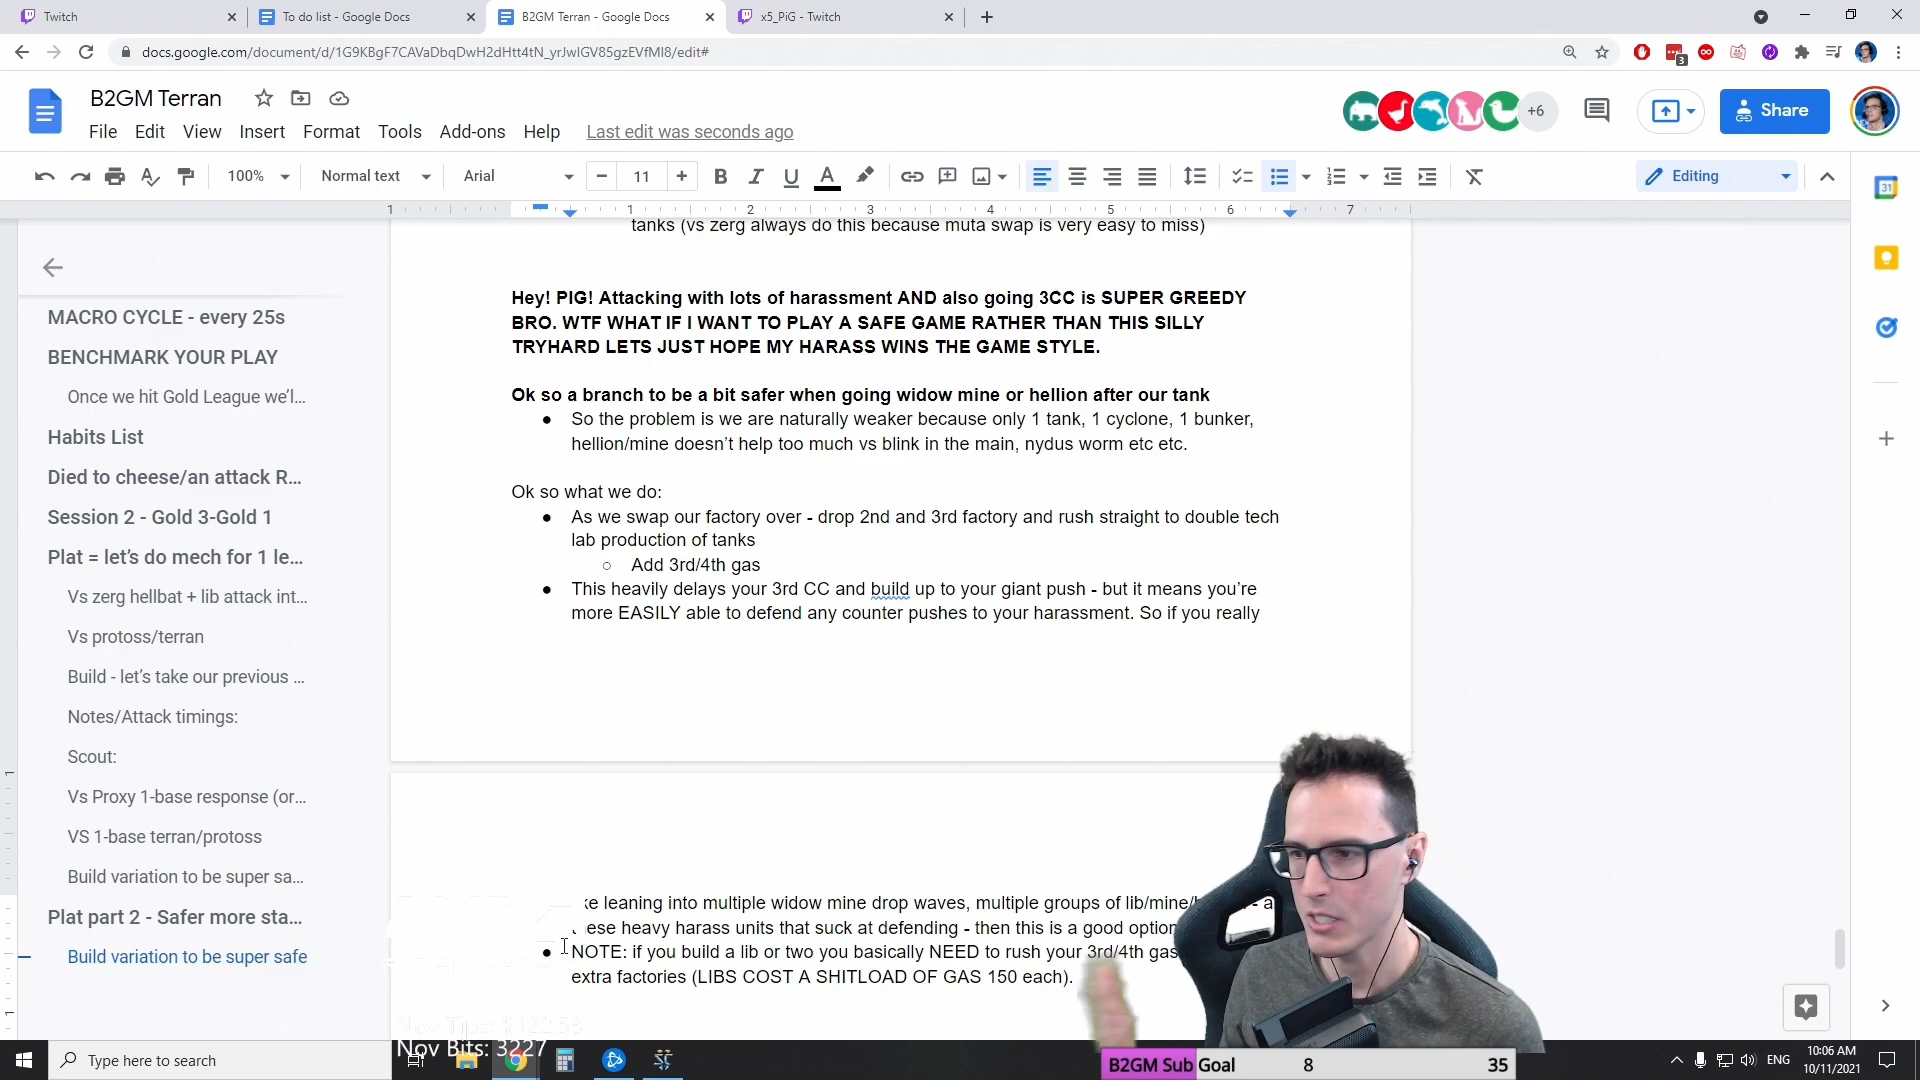 Twitch
To do list - Google Docs
B2GM Terran - Google Docs
x5_PiG - Twitch
docs.google.com/document/d/1G9KBgF7CAVaDbqDwH2dHtt4tN_yrJwIGV85gzEVfMI8/edit#
3
B2GM Terran
File Edit View Insert Format Tools Add-ons Help Last edit was seconds ago
+6
Share
100% Normal text Arial 11
Editing
1 1 2 3 4 5 6 7
31
MACRO CYCLE - every 25s
BENCHMARK YOUR PLAY
Once we hit Gold League we'l...
Habits List
Died to cheese/an attack R...
Session 2 - Gold 3-Gold 1
Plat = let's do mech for 1 le...
Vs zerg hellbat + lib attack int...
Vs protoss/terran
Build - let's take our previous ...
Notes/Attack timings:
Scout:
Vs Proxy 1-base response (or...
VS 1-base terran/protoss
Build variation to be super sa...
Plat part 2 - Safer more sta...
Build variation to be super safe
tanks (vs zerg always do this because muta swap is very easy to miss)
Hey! PIG! Attacking with lots of harassment AND also going 3CC is SUPER GREEDY
BRO. WTF WHAT IF I WANT TO PLAY A SAFE GAME RATHER THAN THIS SILLY
TRYHARD LETS JUST HOPE MY HARASS WINS THE GAME STYLE.
Ok so a branch to be a bit safer when going widow mine or hellion after our tank
● So the problem is we are naturally weaker because only 1 tank, 1 cyclone, 1 bunker,
hellion/mine doesn't help too much vs blink in the main, nydus worm etc etc.
Ok so what we do:
● As we swap our factory over - drop 2nd and 3rd factory and rush straight to double tech
lab production of tanks
○ Add 3rd/4th gas
● This heavily delays your 3rd CC and build up to your giant push - but it means you're
more EASILY able to defend any counter pushes to your harassment. So if you really
leaning into multiple widow mine drop waves, multiple groups of
heavy harass units that suck at defending - then this is a good option
● NOTE: if you build a lib or two you basically NEED to rush your 3rd/4th gas
extra factories (LIBS COST A SHITLOAD OF GAS 150 each).
Nov Tips: $
Nov Bits: 3227
Type here to search
B2GM Sub Goal 8 35
ENG
10:06 AM
10/11/2021